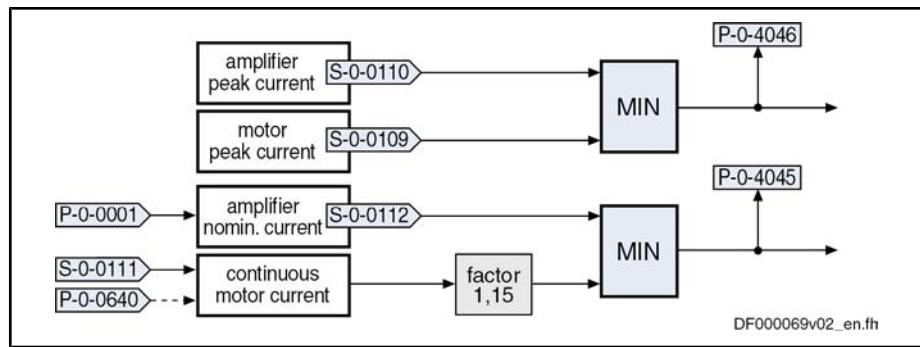 P-0-4046
amplifier
peak current
S-0-0110
MIN
motor
peak current
S-0-0109
P-0-4045
P-0-0001
amplifier
nomin. current
S-0-0112
MIN
S-0-0111
P-0-0640
continuous
motor current
factor
1,15
DF000069v02_en.fh